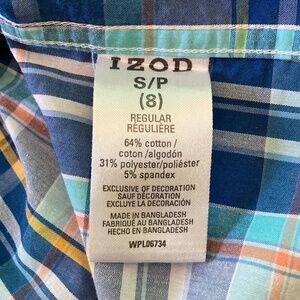 IZOD
S/P
(8)
REGULAR
RÉGULIÈRE
64% cotton /
coton /algodón
31% polyester/poliéster
5% spandex
EXCLUSIVE OF DECORATION
SAUF DÉCORATION
EXCLUYE LA DECORACIÓN
MADE IN BANGLADESH
FABRIQUÉ AU BANGLADESH
HECHO EN BANGLADESH
WPL06734